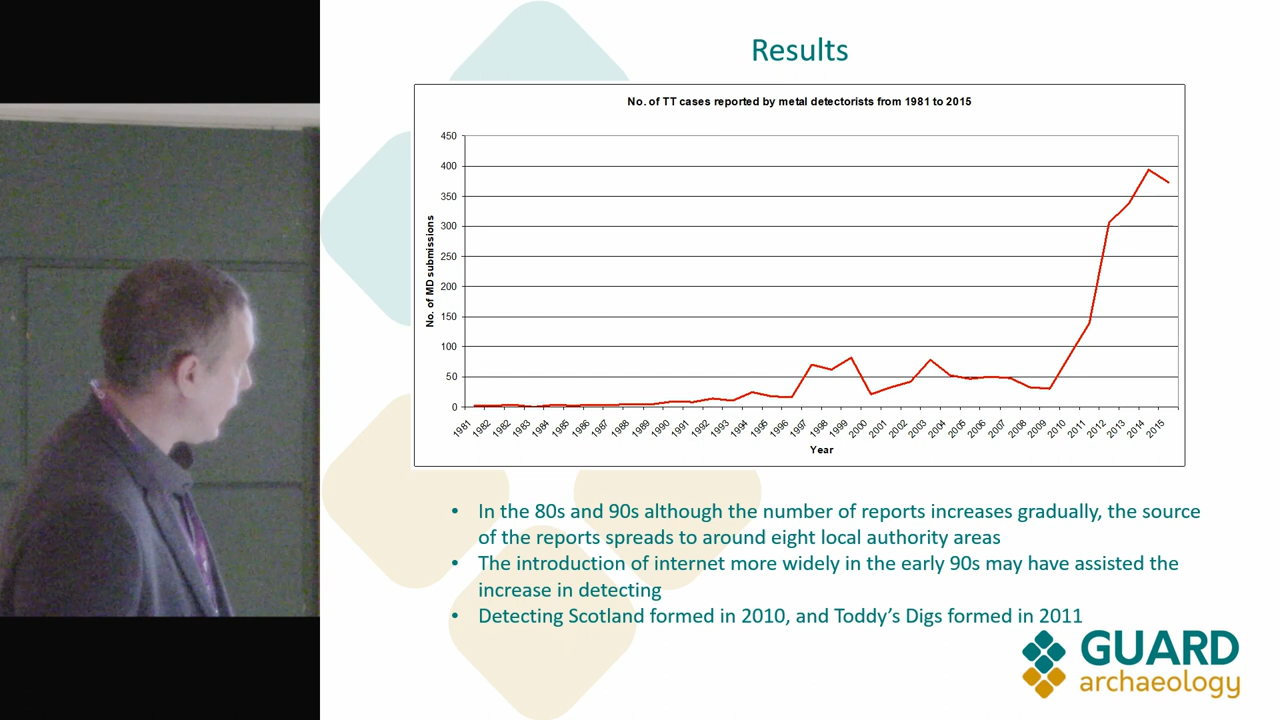 Results
No. of TT cases reported by metal detectorists from 1981 to 2015
No. of MD submissions
450
400
350
300
250
200
150
100
50
0
1981 1982 1982 1983 1984 1985 1986 1987 1988 1989 1990 1991 1992 1993 1994 1995 1996 1997 1998 1999 2000 2001 2002 2003 2004 2005 2006 2007 2008 2009 2010 2011 2012 2013 2014 2015
Year
• In the 80s and 90s although the number of reports increases gradually, the source
of the reports spreads to around eight local authority areas
• The introduction of internet more widely in the early 90s may have assisted the
increase in detecting
• Detecting Scotland formed in 2010, and Toddy's Digs formed in 2011
GUARD
archaeology